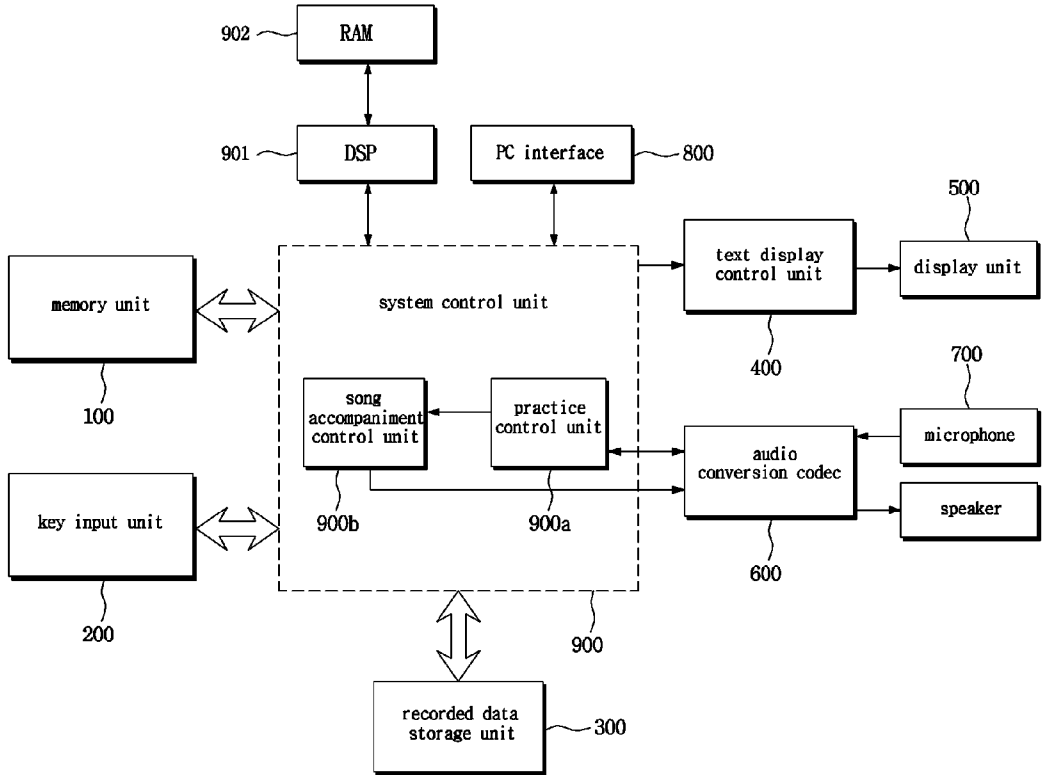 902
RAM
901
DSP
PC interface
800
500
text display
control unit
display unit
memory unit
system control unit
400
700
100
song
accompaniment
control unit
practice
control unit
microphone
audio
conversion codec
key input unit
900b
900a
speaker
600
200
900
recorded data
storage unit
300